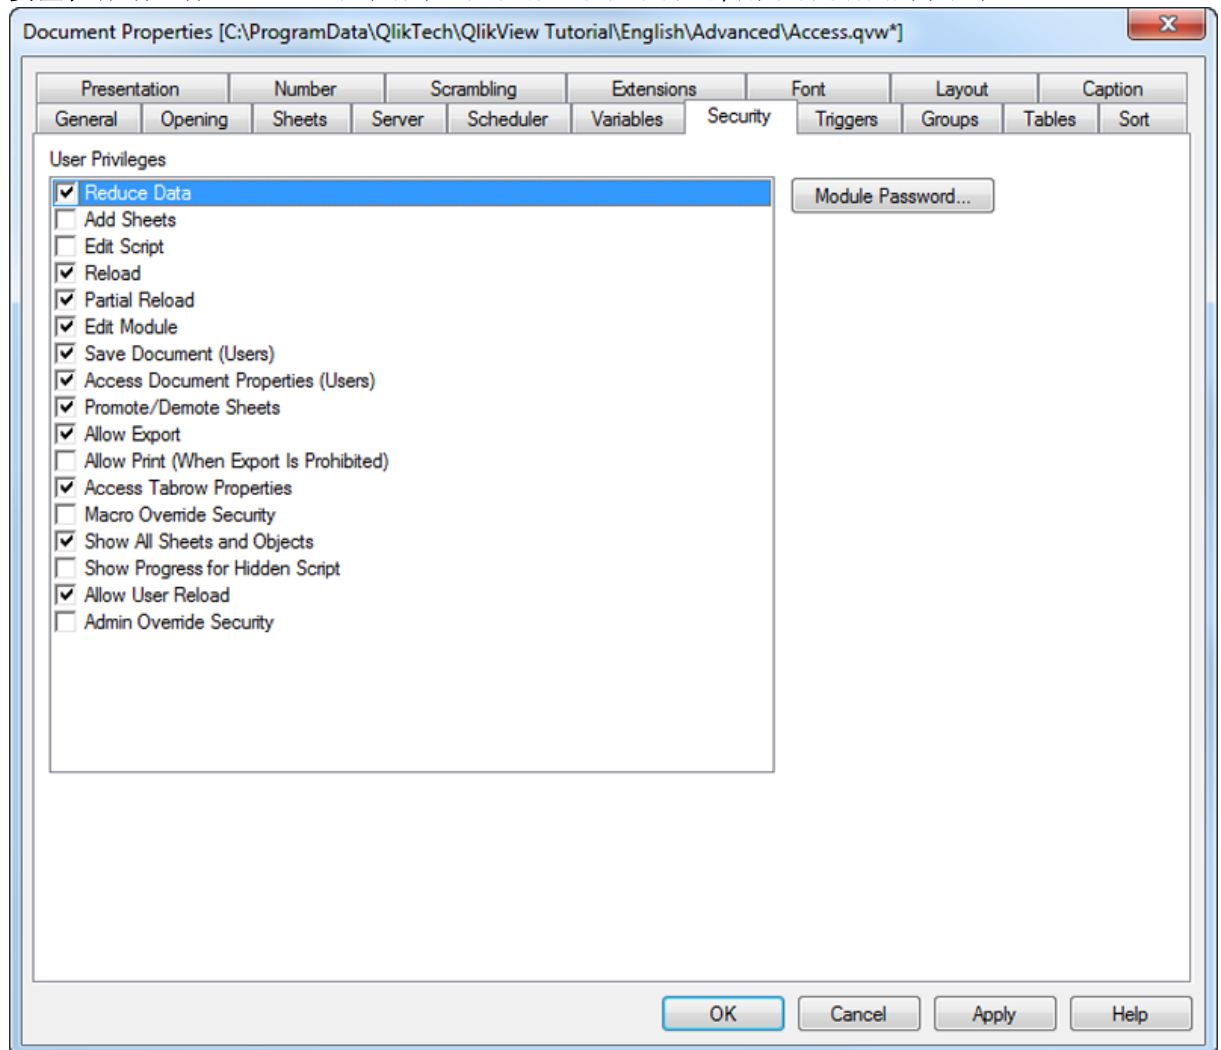 Document Properties [C:\ProgramData\QlikTech\QlikView Tutorial\English\Advanced\Access.qvw*]
Presentation Number Scrambling Extensions Font Layout Caption
General Opening Sheets Server Scheduler Variables Security Triggers Groups Tables Sort
User Privileges
Reduce Data
Module Password...
Add Sheets
Edit Script
Reload
Partial Reload
Edit Module
Save Document (Users)
Access Document Properties (Users)
Promote/Demote Sheets
Allow Export
Allow Print (When Export Is Prohibited)
Access Tabrow Properties
Macro Override Security
Show All Sheets and Objects
Show Progress for Hidden Script
Allow User Reload
Admin Override Security
OK Cancel Apply Help